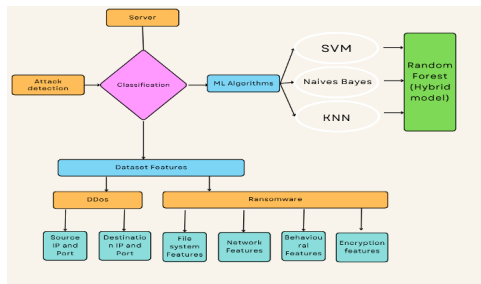 Server
Attack
detection
Classification
ML Algorithms
SVM
Naives Bayes
KNN
Random
Forest
(Hybrid
model)
Dataset Features
DDos
Ransomware
Source
IP and
Port
Destinatio
n IP and
Port
File
system
Features
Network
Features
Behaviou
ral
Features
Encryption
features